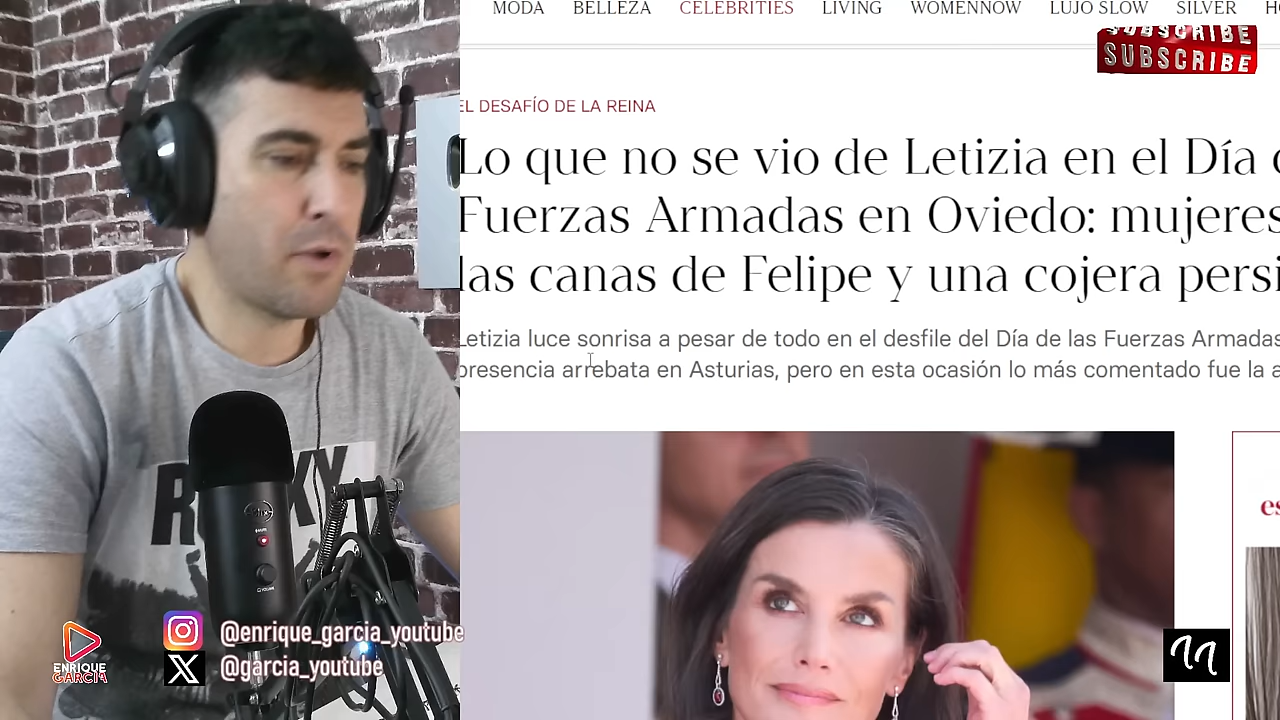 MODA BELLEZA CELEBRITIES LIVING WOMENNOW LUJO SLOW SILVER
SUBSCRIBE
SUBSCRIBE
EL DESAFÍO DE LA REINA
Lo que no se vio de Letizia en el Día
Fuerzas Armadas en Oviedo: mujeres
las canas de Felipe y una cojera
Letizia luce sonrisa a pesar de todo en el desfile del Día de las Fuerzas Armadas
presencia arrebata en Asturias, pero en esta ocasión lo más comentado fue la
ROCKY
@enrique_garcia_youtube
@garcia_youtube
ENRIQUE
GARCIA